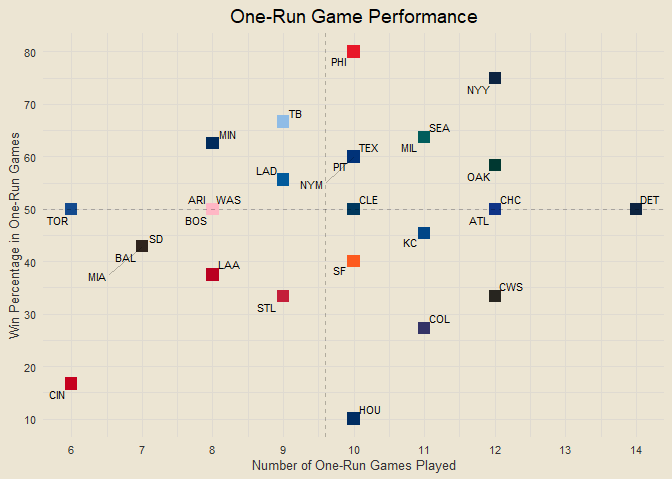 One-Run Game Performance
Win Percentage in One-Run Games
80
70
60
50
40
30
20
10
PHI
NYY
TB
MIN
SEA
MIL
TEX
PIT
LAD
NYM
OAK
ARI WAS
BOS
TOR
CLE
CHC
ATL
DET
SD
BAL
MIA
KC
LAA
SF
STL
CWS
COL
CIN
HOU
6 7 8 9 10 11 12 13 14
Number of One-Run Games Played